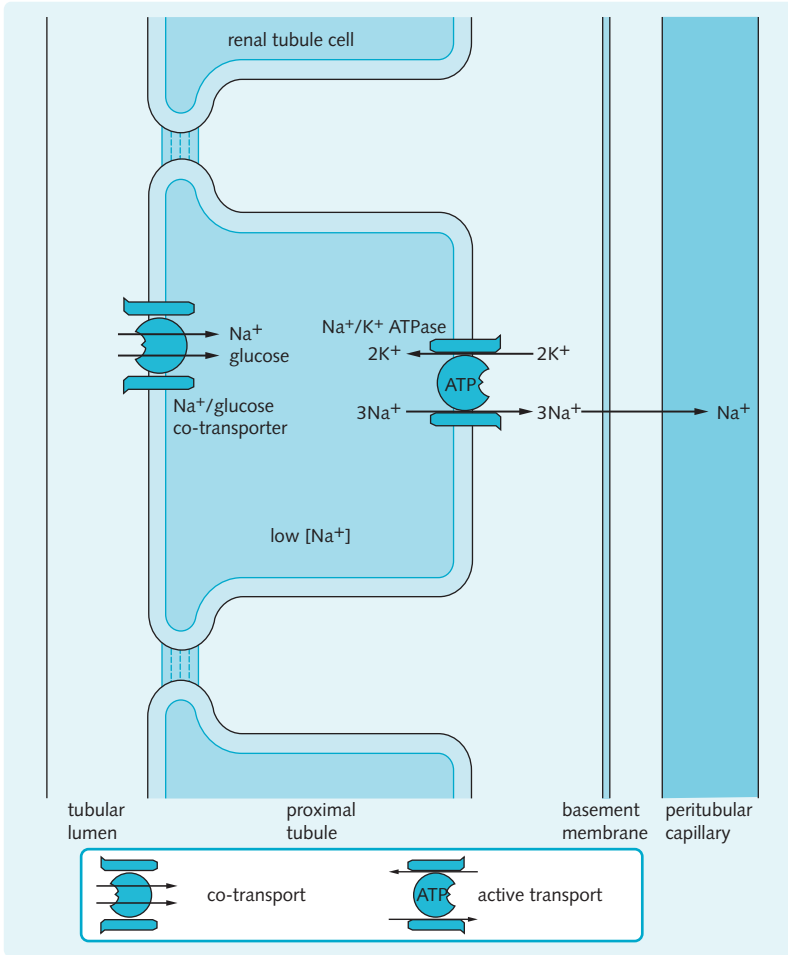 renal tubule cell
Na⁺
glucose
Na⁺/glucose
co-transporter
Na⁺/K⁺ ATPase
2K⁺
2K⁺
ATP
3Na⁺
3Na⁺
Na⁺
low [Na⁺]
tubular
lumen
proximal
tubule
basement
membrane
peritubular
capillary
co-transport
ATP
active transport